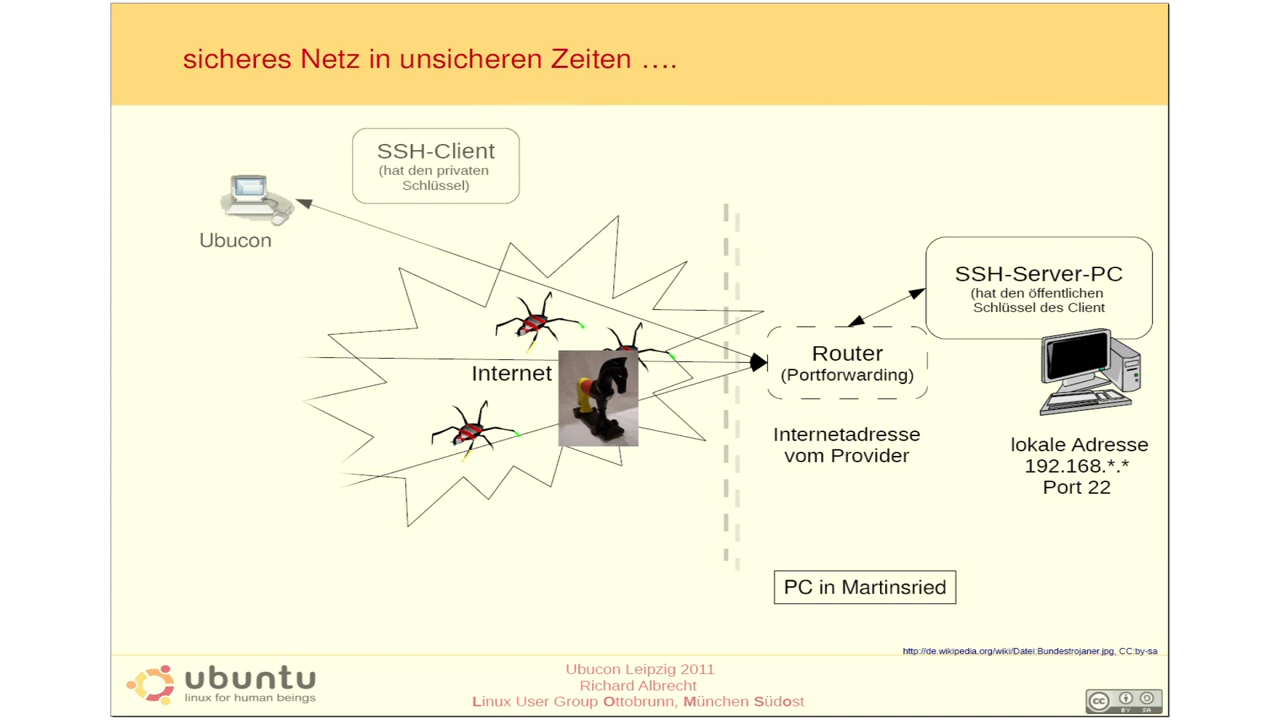 sicheres Netz in unsicheren Zeiten ….
SSH-Client
(hat den privaten
Schlüssel)
Ubucon
SSH-Server-PC
(hat den öffentlichen
Schlüssel des Client
Router
(Portforwarding)
Internet
Internetadresse
vom Provider
lokale Adresse
192.168.*.*
Port 22
PC in Martinsried
http://de.wikipedia.org/wiki/Datei:Bundestrojaner.jpg, CC:by-sa
ubuntu
linux for human beings
Ubucon Leipzig 2011
Richard Albrecht
Linux User Group Ottobrunn, München Südost
cc
BY SA